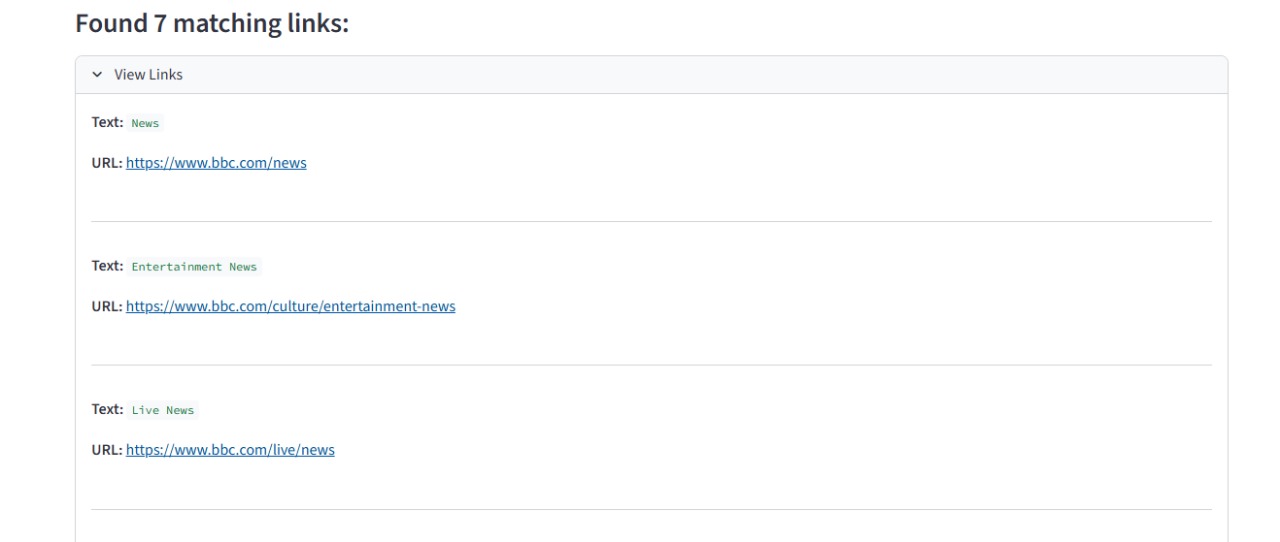 Found 7 matching links:
View Links
Text: News
URL: https://www.bbc.com/news
Text: Entertainment News
URL: https://www.bbc.com/culture/entertainment-news
Text: Live News
URL: https://www.bbc.com/live/news